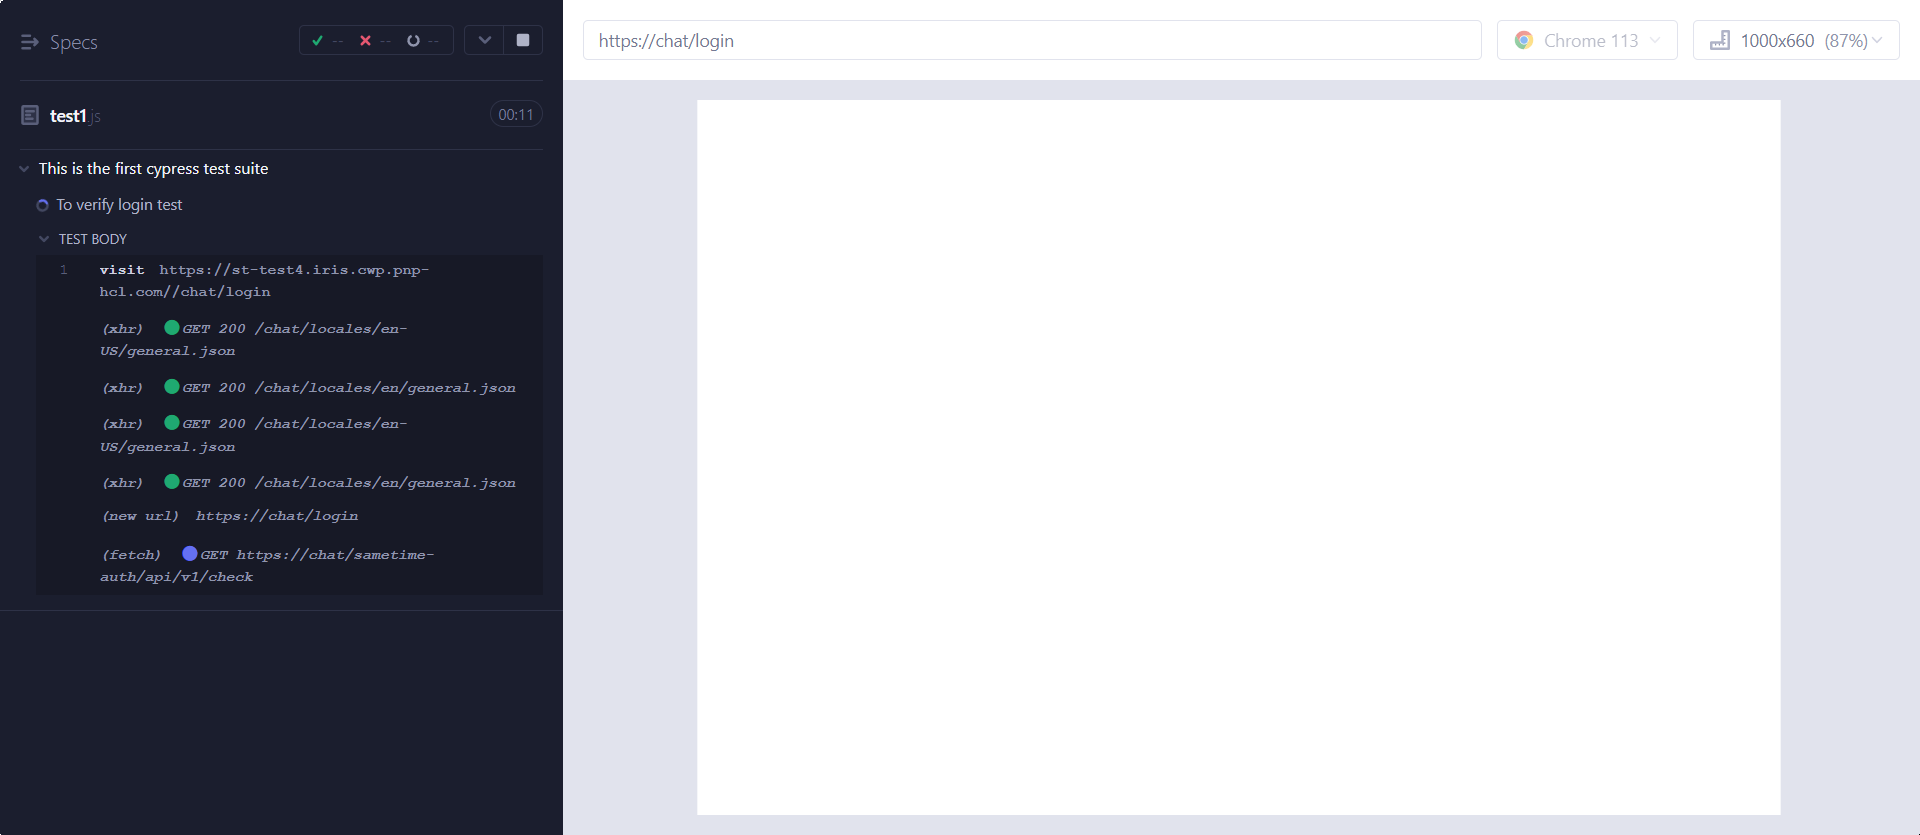 Specs
-- -- --
test1.js
00:11
This is the first cypress test suite
To verify login test
TEST BODY
1 visit https://st-test4.iris.cwp.pnp-
hcl.com//chat/login
(xhr) GET 200 /chat/locales/en-
US/general.json
(xhr) GET 200 /chat/locales/en/general.json
(xhr) GET 200 /chat/locales/en-
US/general.json
(xhr) GET 200 /chat/locales/en/general.json
(new url) https://chat/login
(fetch) GET https://chat/sametime-
auth/api/v1/check
https://chat/login
Chrome 113
1000x660 (87%)